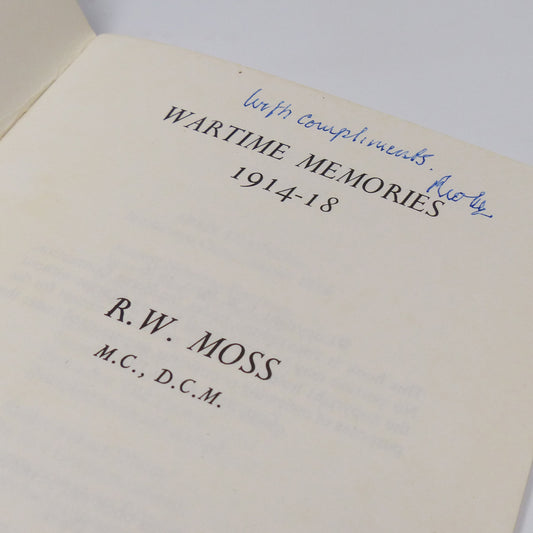 With compliments.
WARTIME MEMORIES
1914-18
R.W. MOSS
M.C., D.C.M.